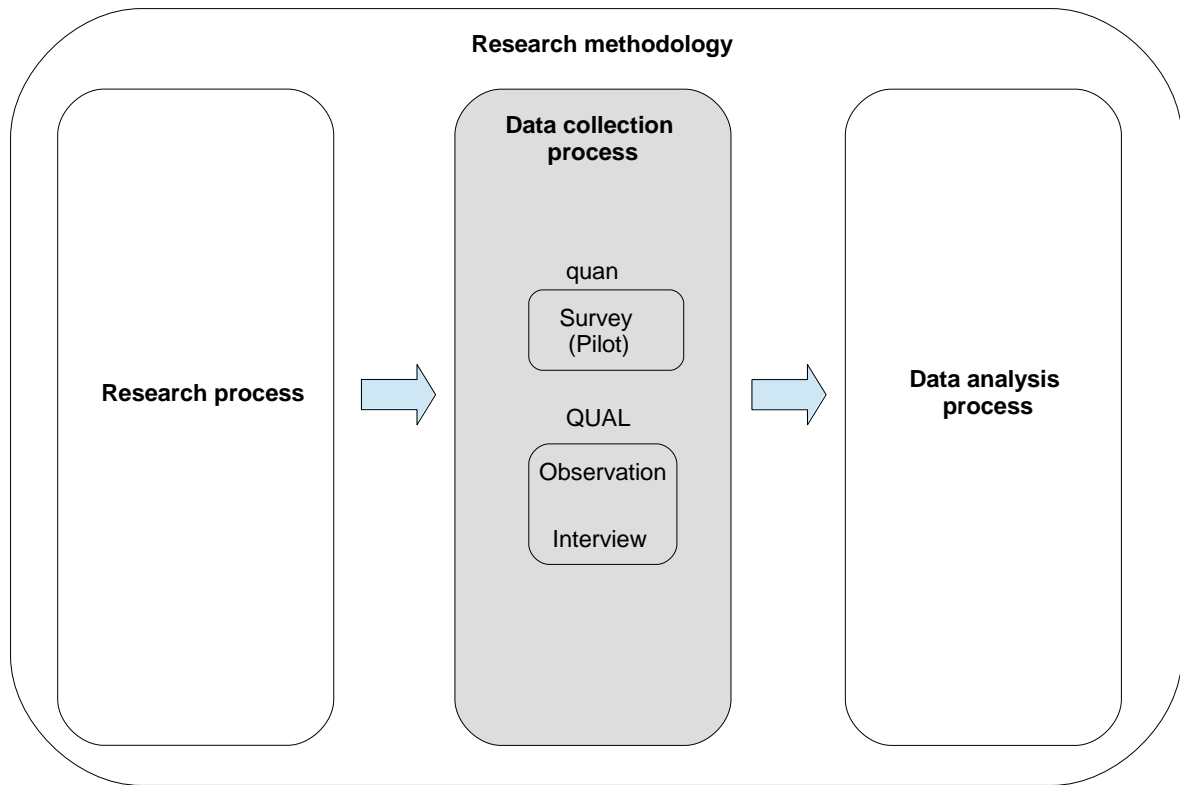 Research methodology
Research process
Data collection
process
quan
Survey
(Pilot)
QUAL
Observation
Interview
Data analysis
process